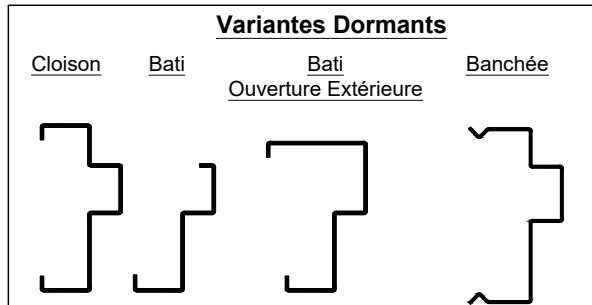 Variantes Dormants
Cloison Bati Bati Banchée
Ouverture Extérieure